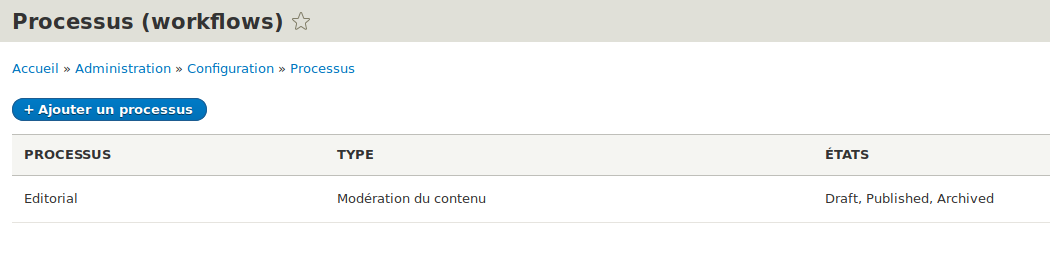 Processus (workflows)
Accueil » Administration » Configuration » Processus
+ Ajouter un processus
PROCESSUS TYPE ÉTATS
Editorial Modération du contenu Draft, Published, Archived